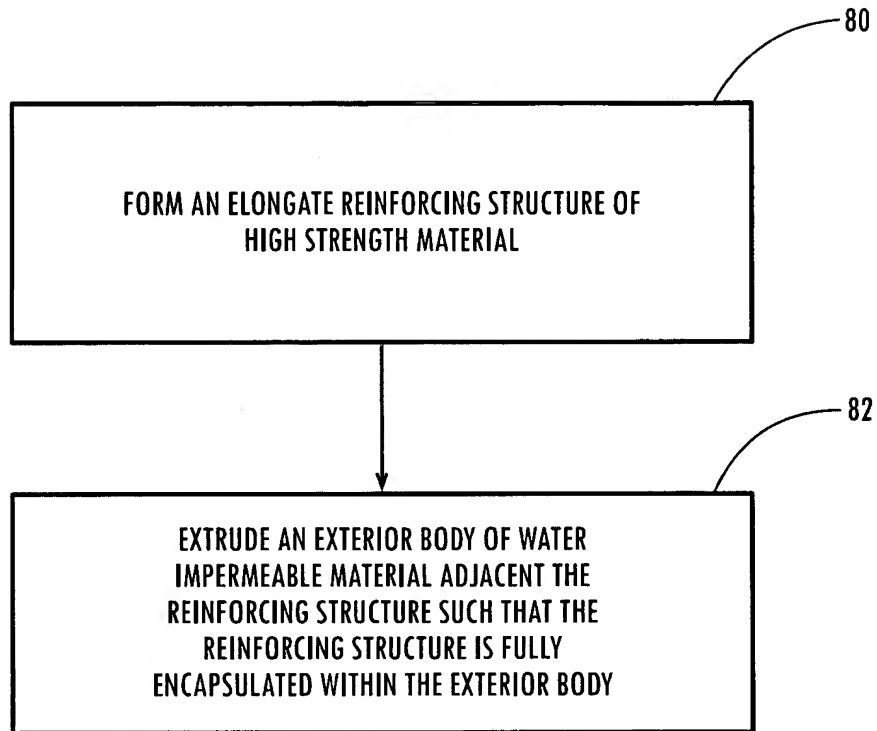 80
FORM AN ELONGATE REINFORCING STRUCTURE OF
HIGH STRENGTH MATERIAL
82
EXTRUDE AN EXTERIOR BODY OF WATER
IMPERMEABLE MATERIAL ADJACENT THE
REINFORCING STRUCTURE SUCH THAT THE
REINFORCING STRUCTURE IS FULLY
ENCAPSULATED WITHIN THE EXTERIOR BODY